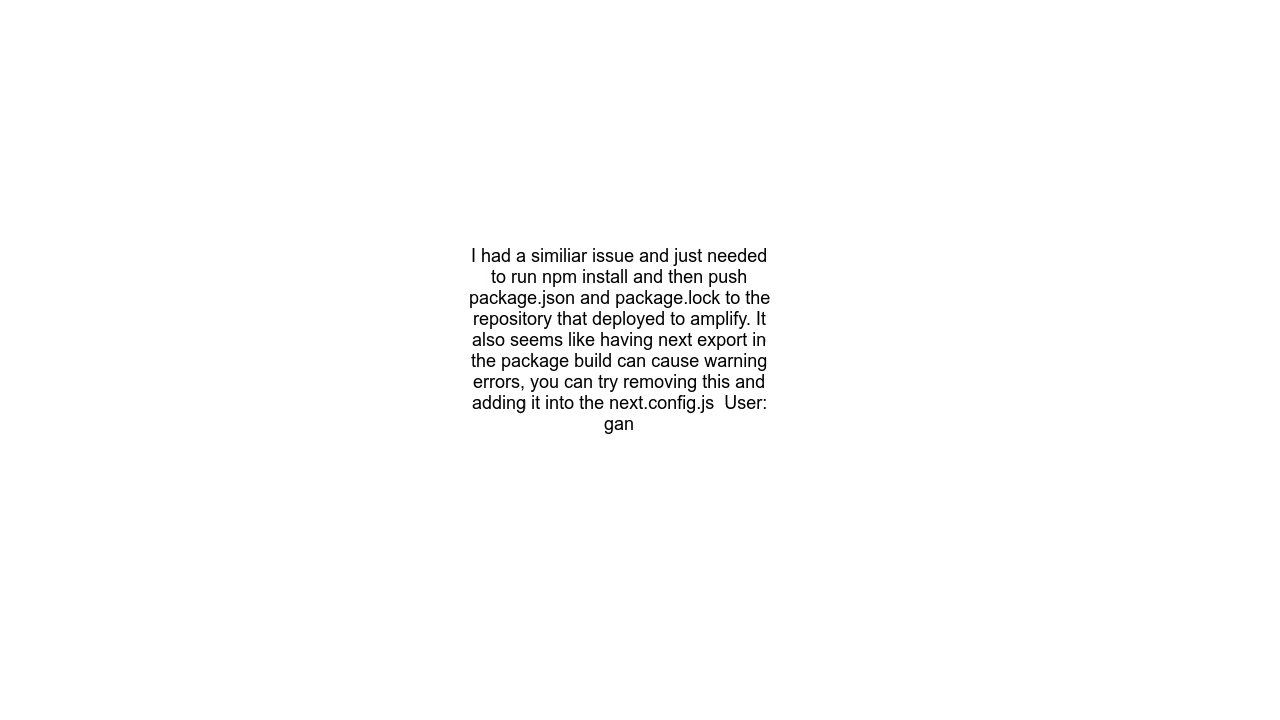 I had a similiar issue and just needed
to run npm install and then push
package.json and package.lock to the
repository that deployed to amplify. It
also seems like having next export in
the package build can cause warning
errors, you can try removing this and
adding it into the next.config.js  User:
gan